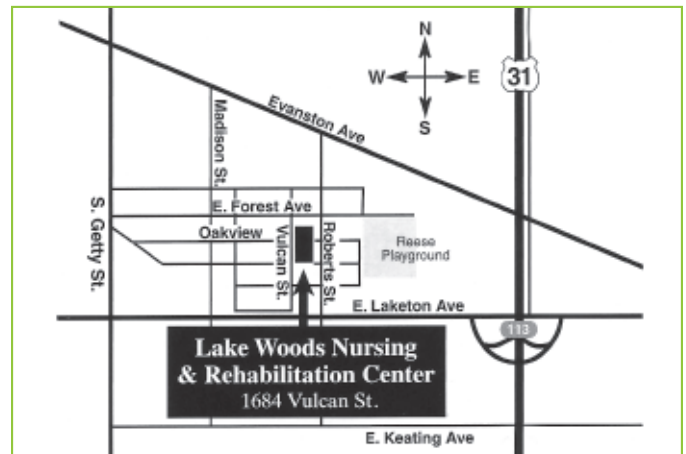 N
W E
S
31
Evanston Ave
Madison St.
S. Getty St.
E. Forest Ave
Oakview
Vulcan St.
Roberts St.
Reese
Playground
E. Laketon Ave
113
Lake Woods Nursing
& Rehabilitation Center
1684 Vulcan St.
E. Keating Ave